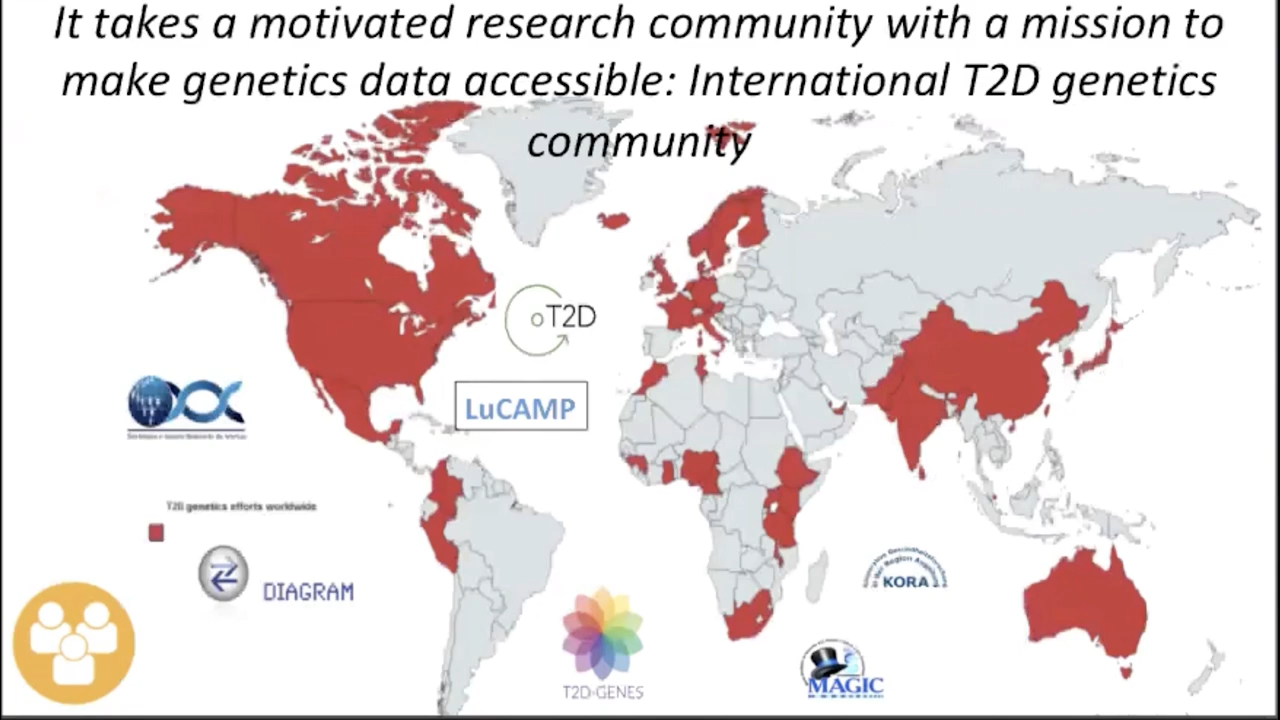 It takes a motivated research community with a mission to
make genetics data accessible: International T2D genetics
community
T2D
LuCAMP
T2D genetics efforts worldwide
DIAGRAM
T2D-GENES
KORA
MAGIC